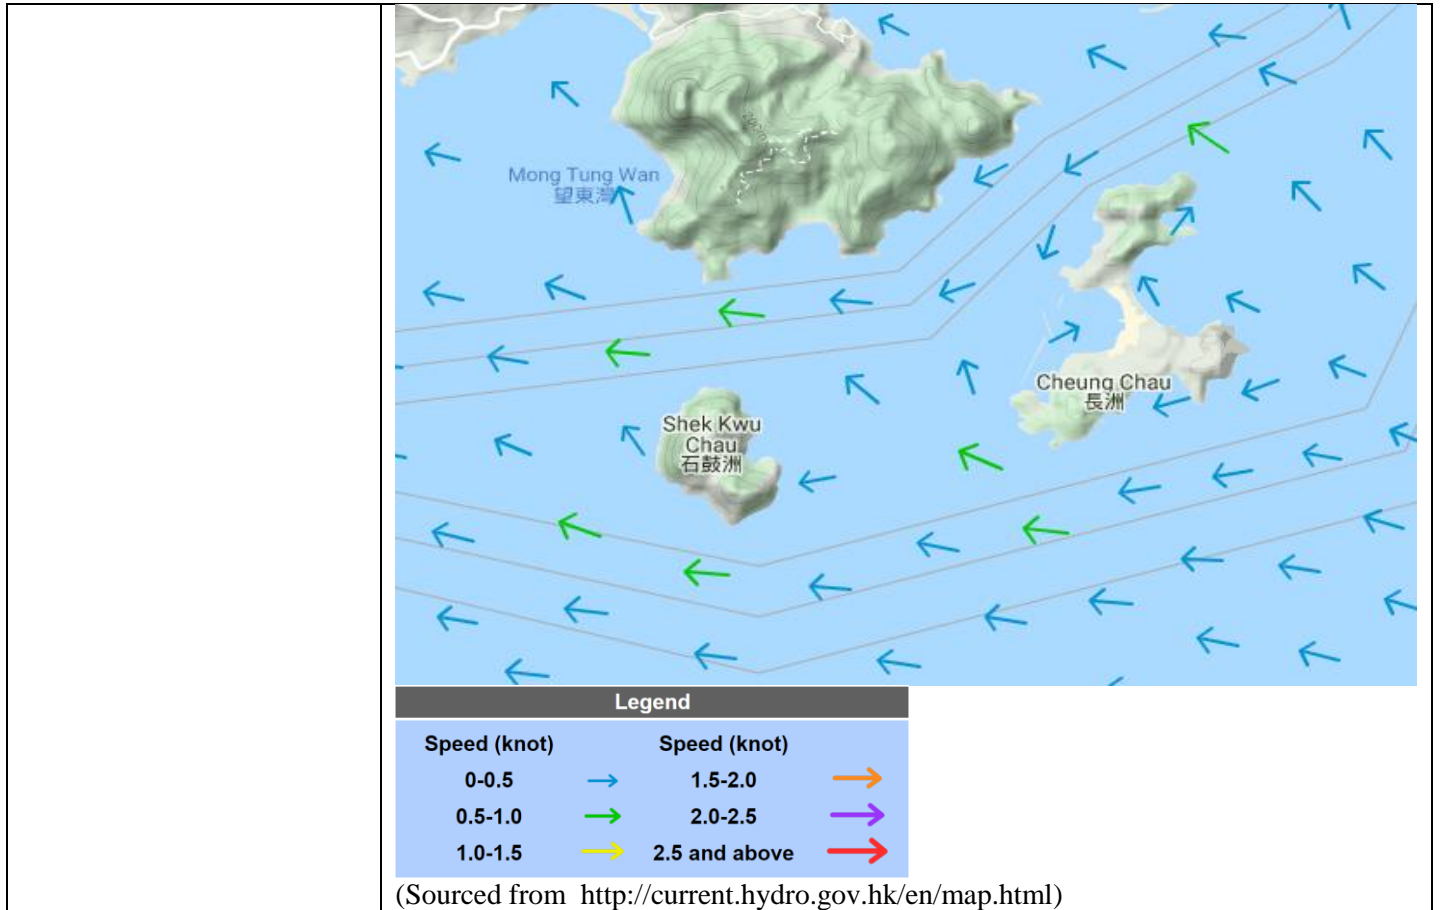 200m
Mong Tung Wan
望東灣
Cheung Chau
長洲
Shek Kwu
Chau
石鼓洲
Legend
Speed (knot) Speed (knot)
0-0.5 1.5-2.0
0.5-1.0 2.0-2.5
1.0-1.5 2.5 and above
(Sourced from http://current.hydro.gov.hk/en/map.html)